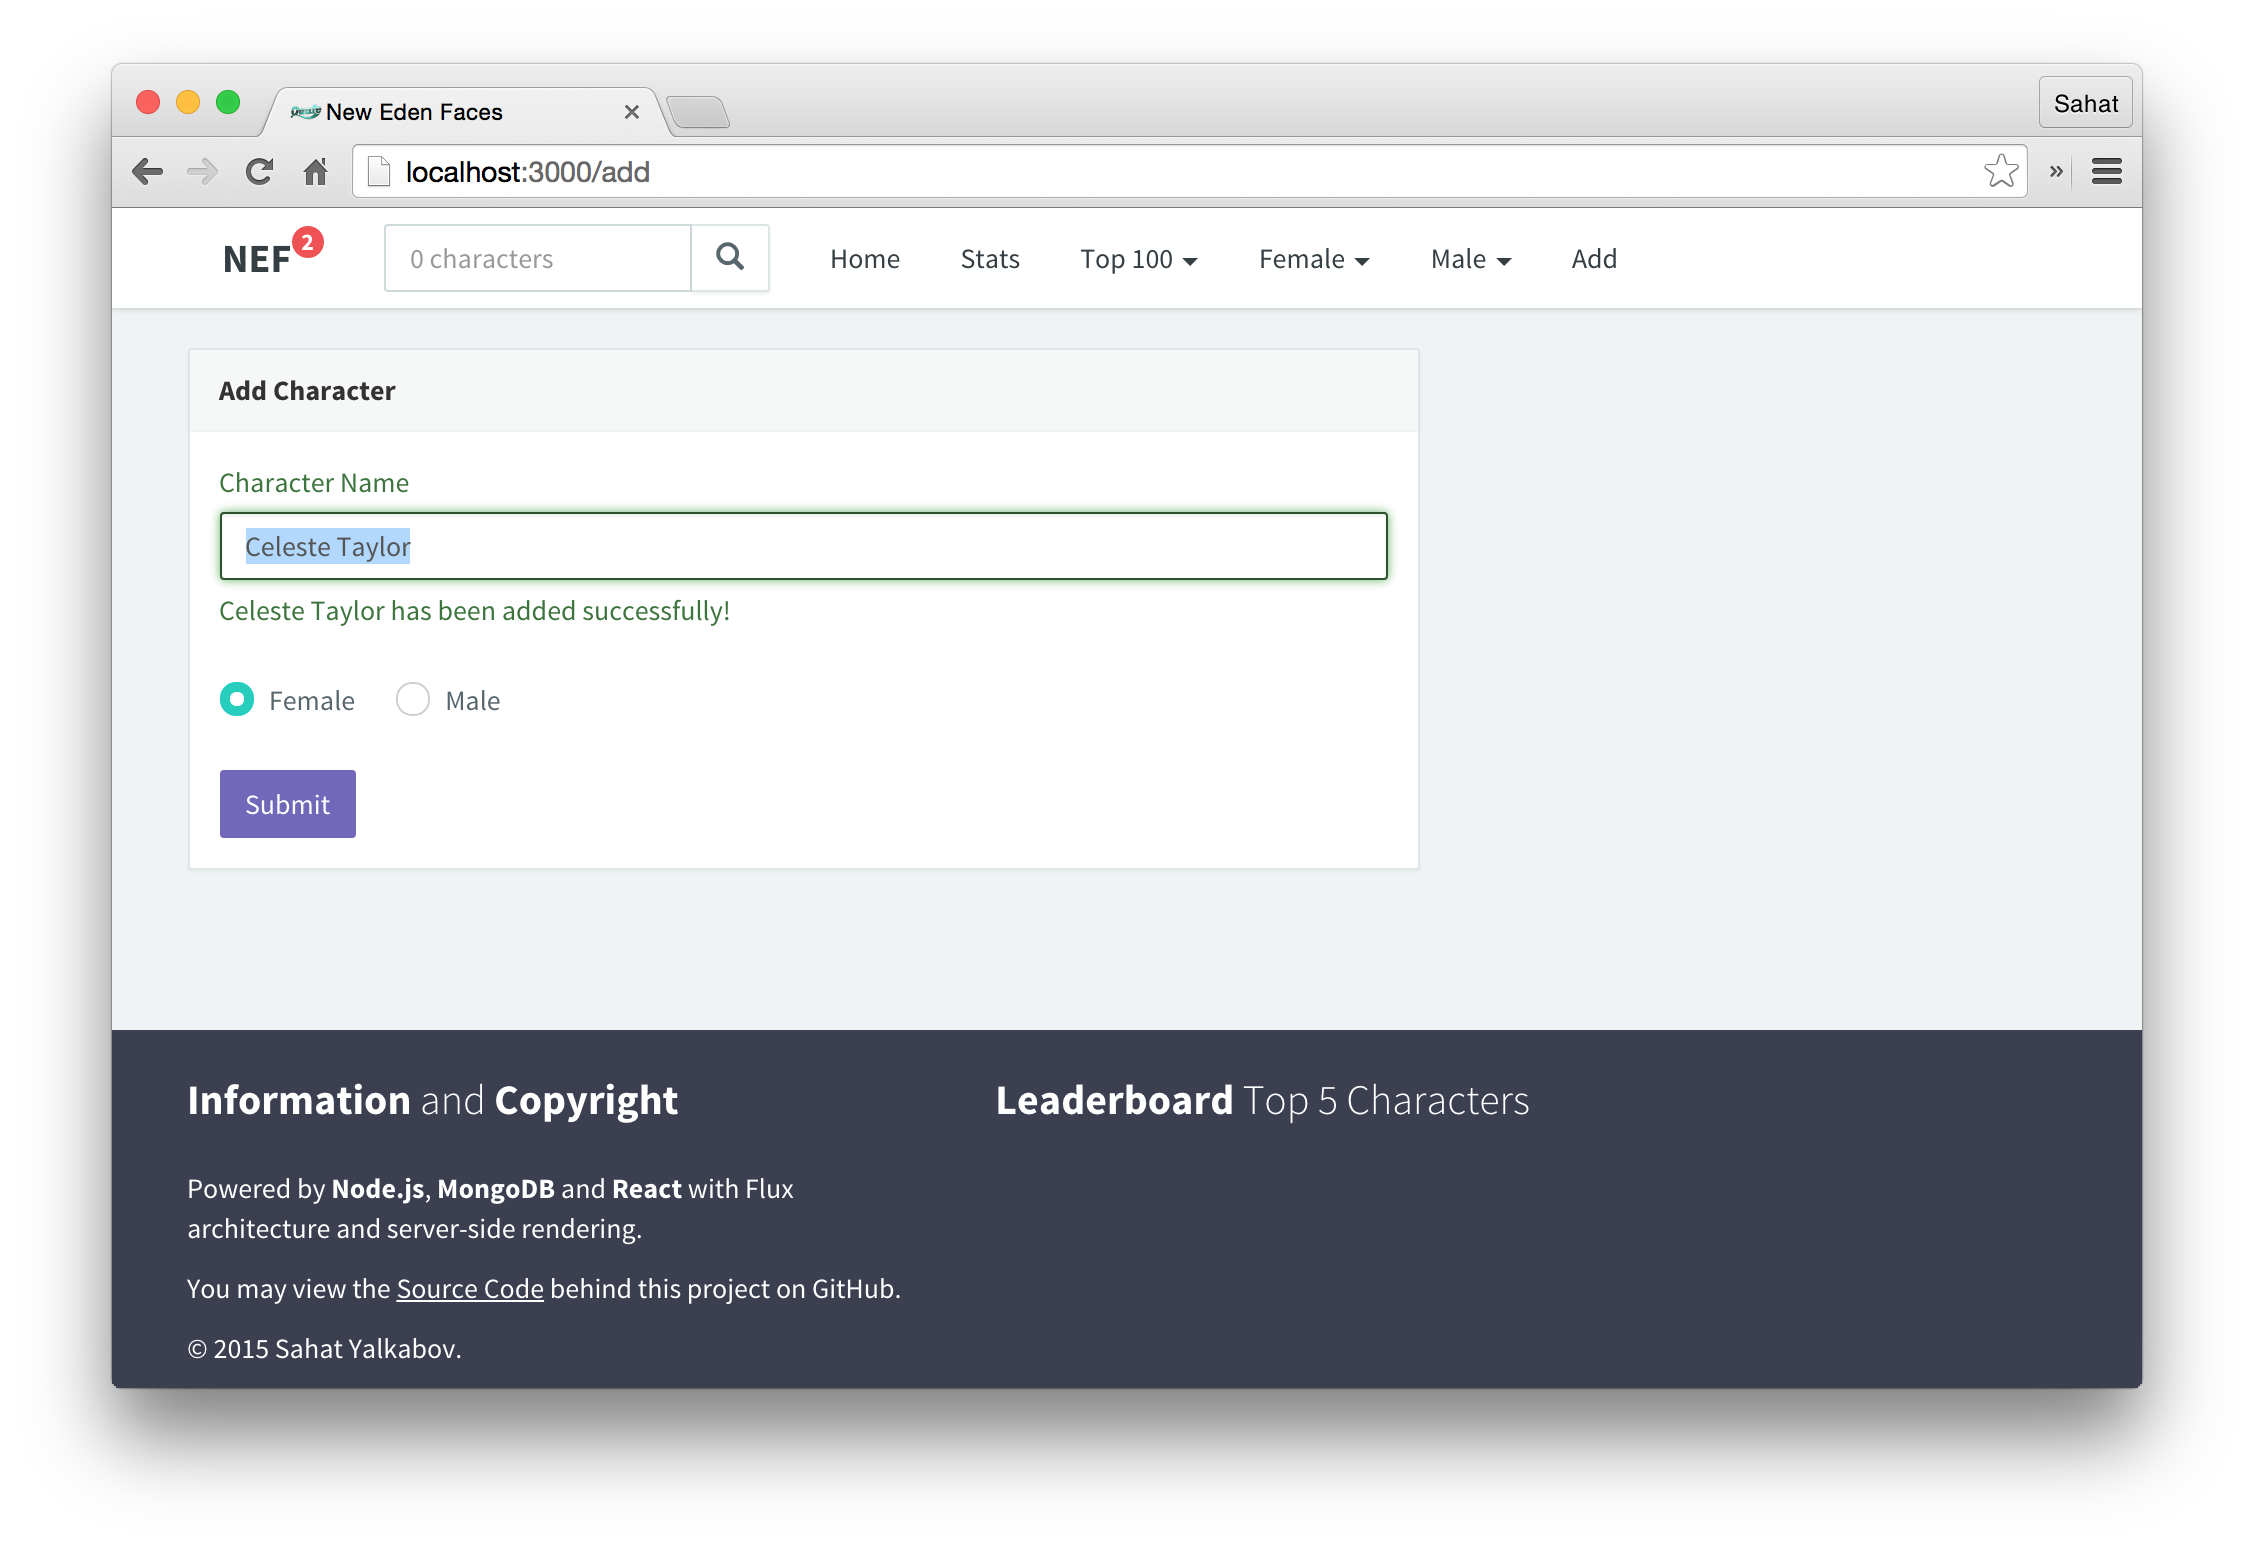 New Eden Faces
Sahat
localhost:3000/add
NEF 2
0 characters
Home Stats Top 100 Female Male Add
Add Character
Character Name
Celeste Taylor
Celeste Taylor has been added successfully!
Female Male
Submit
Information and Copyright
Powered by Node.js, MongoDB and React with Flux
architecture and server-side rendering.
You may view the Source Code behind this project on GitHub.
© 2015 Sahat Yalkabov.
Leaderboard Top 5 Characters